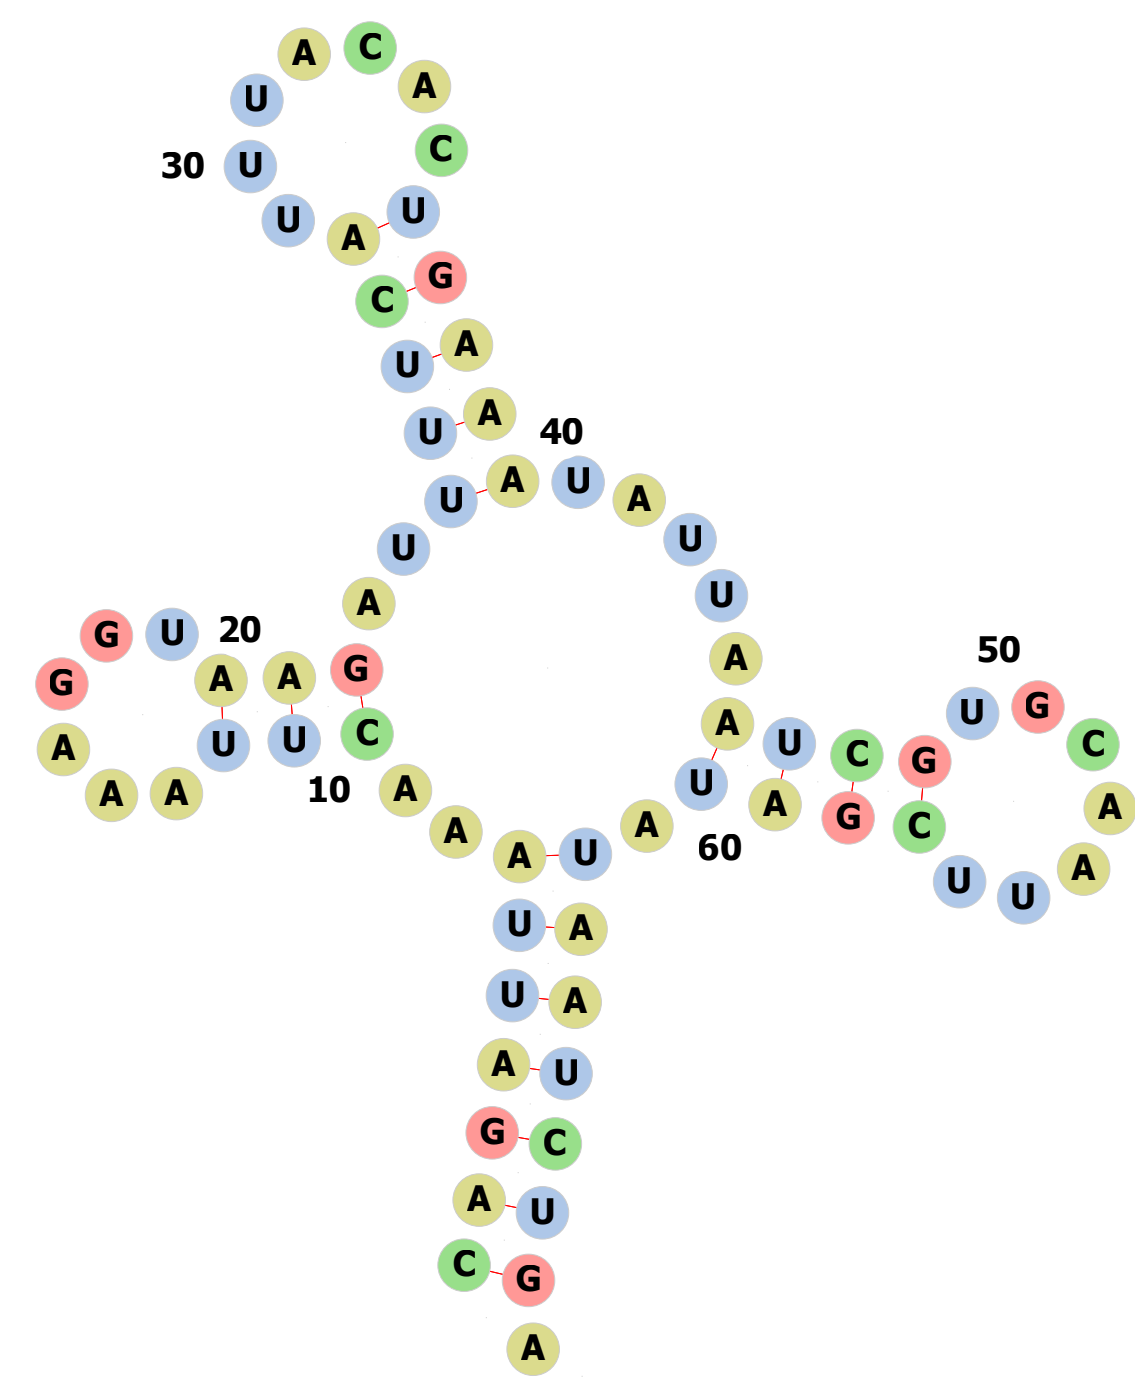 A C
U A
30 U C
U A U
C G
U A
U A 40
U A U A
U U
A U
G U 20 A 50
G A A G A U G
A U U C A U C G C
A A 10 A U A G C A
A A U A 60 U U A
U A
U A
A U
G C
A U
C G
A